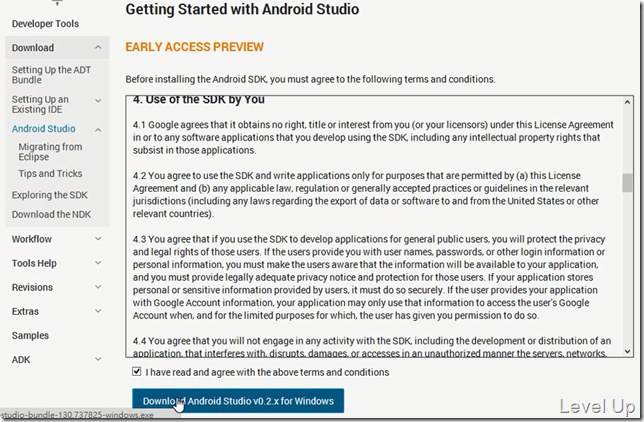 Developer Tools
Download
Setting Up the ADT
Bundle
Setting Up an
Existing IDE
Android Studio
Migrating from
Eclipse
Tips and Tricks
Exploring the SDK
Download the NDK
Workflow
Tools Help
Revisions
Extras
Samples
ADK
Getting Started with Android Studio
EARLY ACCESS PREVIEW
Before installing the Android SDK, you must agree to the following terms and conditions.
4. Use of the SDK by You
4.1 Google agrees that it obtains no right, title or interest from you (or your licensors) under this License Agreement
in or to any software applications that you develop using the SDK, including any intellectual property rights that
subsist in those applications.
4.2 You agree to use the SDK and write applications only for purposes that are permitted by (a) this License
Agreement and (b) any applicable law, regulation or generally accepted practices or guidelines in the relevant
jurisdictions (including any laws regarding the export of data or software to and from the United States or other
relevant countries).
4.3 You agree that if you use the SDK to develop applications for general public users, you will protect the privacy
and legal rights of those users. If the users provide you with user names, passwords, or other login information or
personal information, you must make the users aware that the information will be available to your application,
and you must provide legally adequate privacy notice and protection for those users. If your application stores
personal or sensitive information provided by users, it must do so securely. If the user provides your application
with Google Account information, your application may only use that information to access the user's Google
Account when, and for the limited purposes for which, the user has given you permission to do so.
4.4 You agree that you will not engage in any activity with the SDK, including the development or distribution of an
application, that interferes with, disrupts, damages, or accesses in an unauthorized manner the servers, networks,
I have read and agree with the above terms and conditions
Download Android Studio v0.2.x for Windows
-studio-bundle-130.737825-windows.exe
Level Up